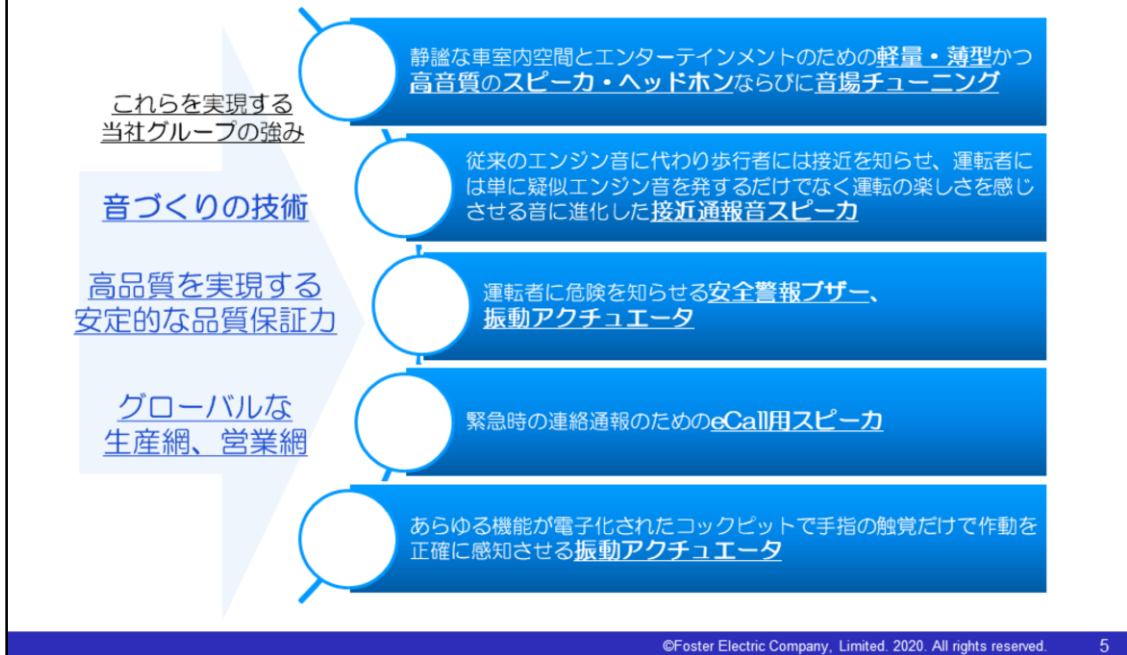 これらを実現する
当社グループの強み
音づくりの技術
高品質を実現する
安定的な品質保証力
グローバルな
生産網、営業網
静謐な車室内空間とエンターテインメントのための軽量・薄型かつ
高音質のスピーカ・ヘッドホンならびに音場チューニング
従来のエンジン音に代わり歩行者には接近を知らせ、運転者に
は単に疑似エンジン音を発するだけでなく運転の楽しさを感じ
させる音に進化した接近通報音スピーカ
運転者に危険を知らせる安全警報ブザー、
振動アクチュエータ
緊急時の連絡通報のためのeCall用スピーカ
あらゆる機能が電子化されたコックピットで手指の触覚だけで作動を
正確に感知させる振動アクチュエータ
©Foster Electric Company, Limited. 2020. All rights reserved.
5